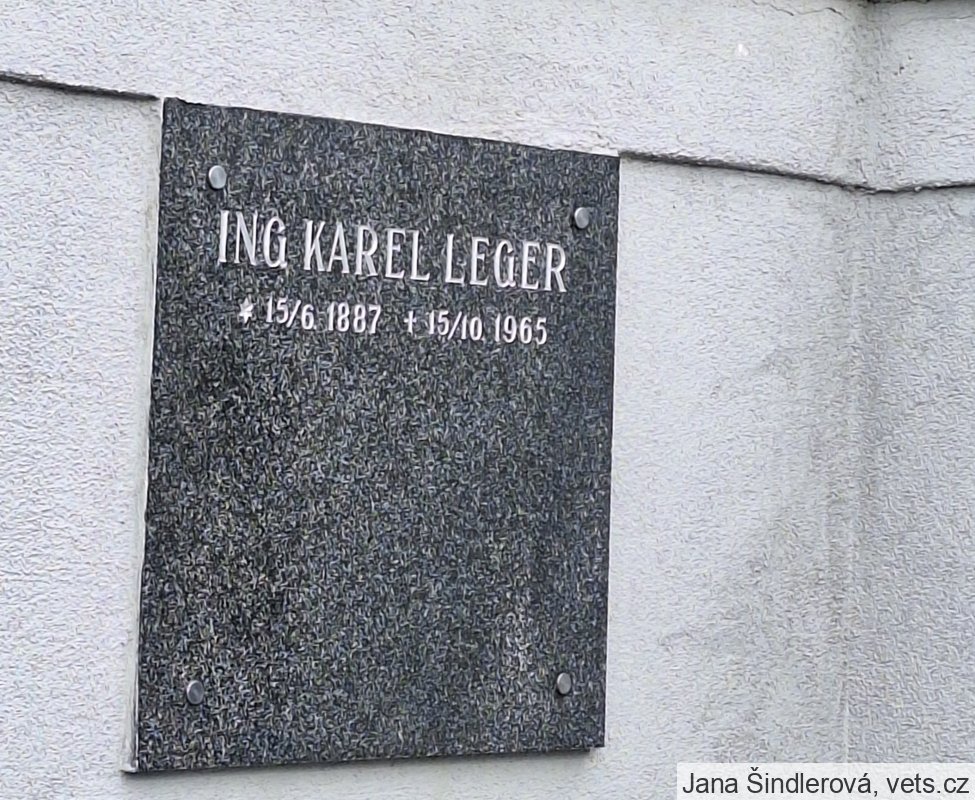 ING KAREL LEGER
* 15/6. 1887 † 15/10. 1965
Jana Šindlerová, vets.cz